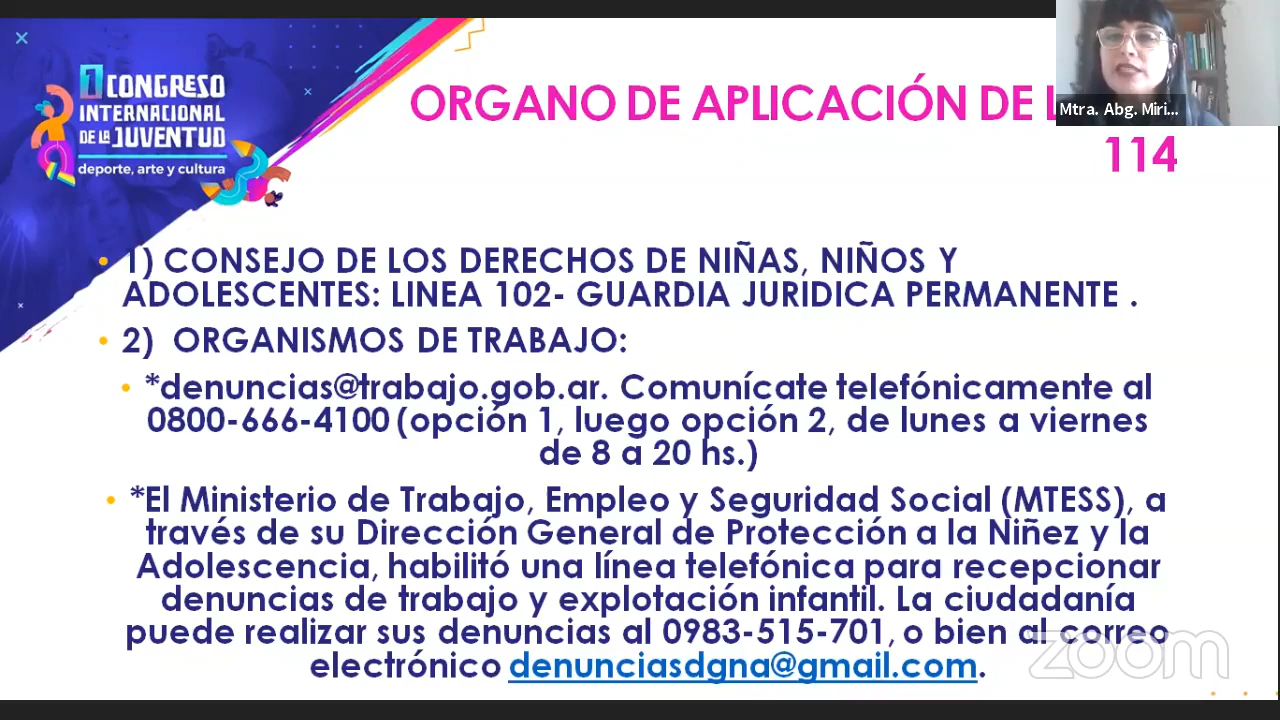 1 CONGRESO
INTERNACIONAL
DE LA JUVENTUD
deporte, arte y cultura
ORGANO DE APLICACIÓN DE
114
Mtra. Abg. Miri...
• 1) CONSEJO DE LOS DERECHOS DE NIÑAS, NIÑOS Y
ADOLESCENTES: LINEA 102- GUARDIA JURIDICA PERMANENTE .
• 2) ORGANISMOS DE TRABAJO:
• *denuncias@trabajo.gob.ar. Comunícate telefónicamente al
0800-666-4100 (opción 1, luego opción 2, de lunes a viernes
de 8 a 20 hs.)
• *El Ministerio de Trabajo, Empleo y Seguridad Social (MTESS), a
través de su Dirección General de Protección a la Niñez y la
Adolescencia, habilitó una línea telefónica para recepcionar
denuncias de trabajo y explotación infantil. La ciudadanía
puede realizar sus denuncias al 0983-515-701, o bien al correo
electrónico denunciasdgna@gmail.com.
zoom